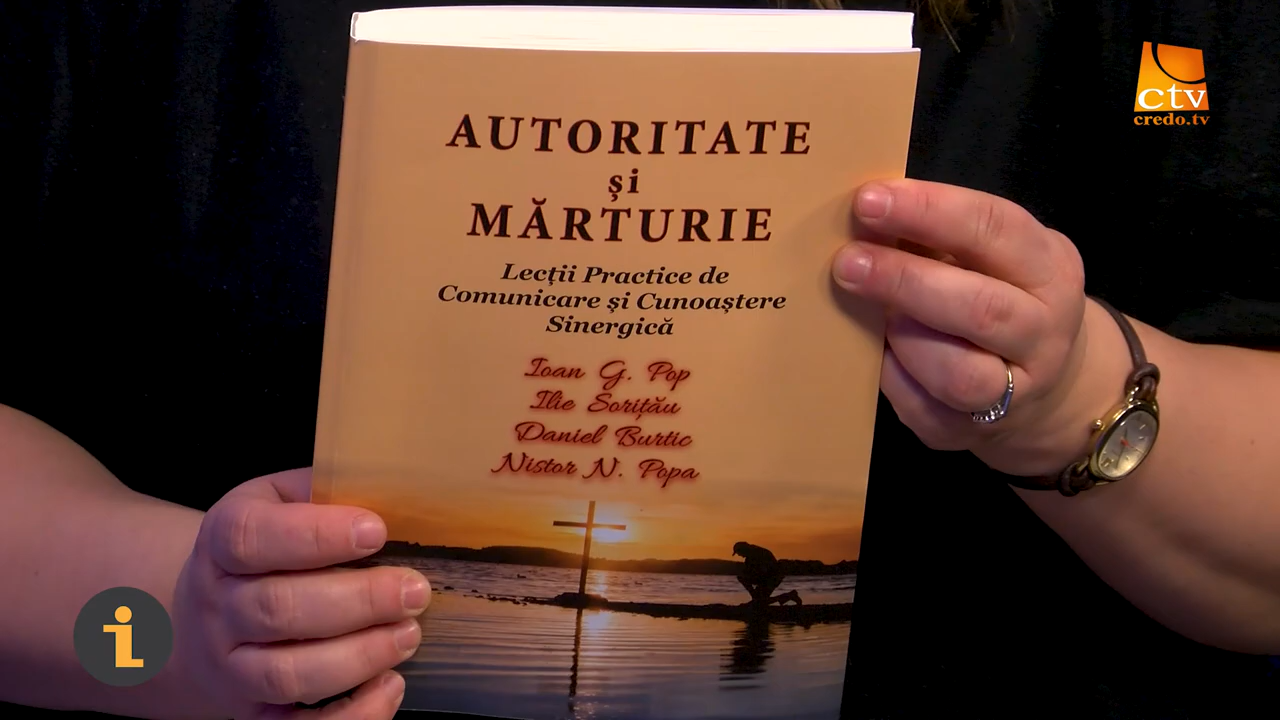 AUTORITATE
și
MĂRTURIE
Lecții Practice de
Comunicare și Cunoaștere
Sinergică
Ioan G. Pop
Ilie Sorițău
Daniel Burtic
Nistor N. Popa
ctv
credo.tv
i